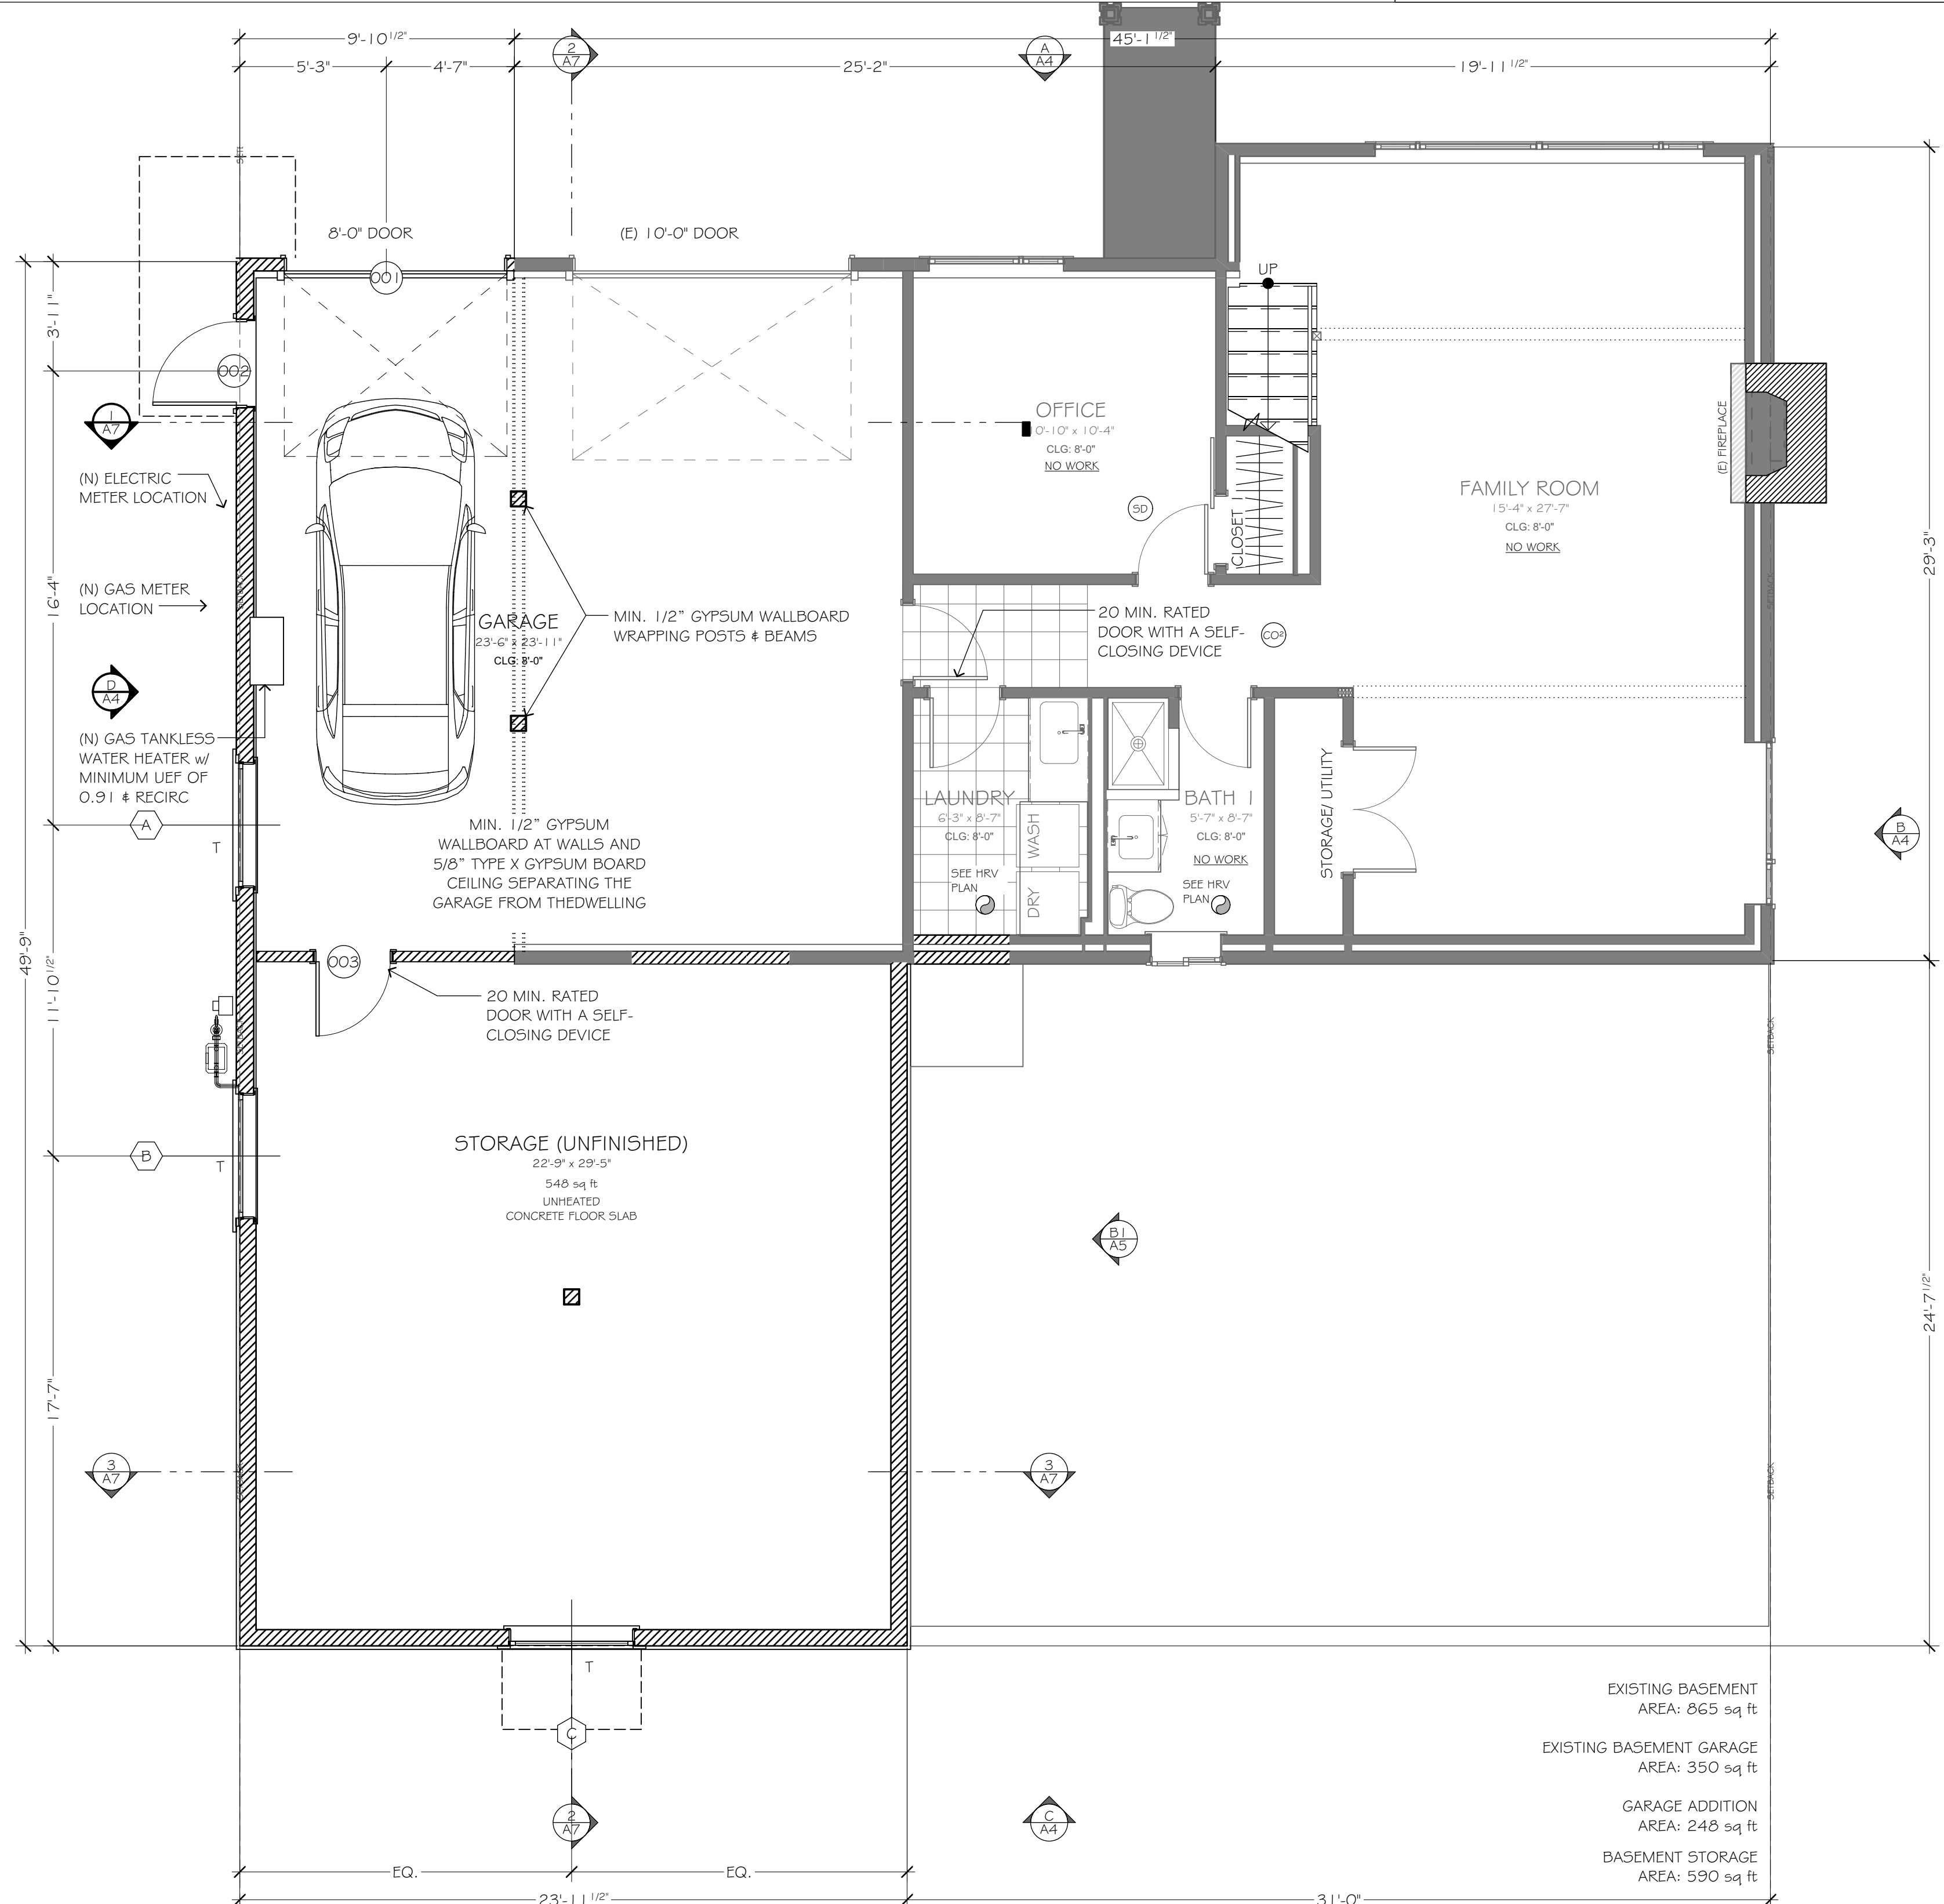 9'-10 1/2"
45'-1 1/2"
5'-3"
4'-7"
25'-2"
19'-11 1/2"
2
A7
A
A4
8'-0" DOOR
(E) 10'-0" DOOR
001
UP
3'-11"
002
1
A7
OFFICE
10'-10" x 10'-4"
CLG: 8'-0"
NO WORK
(E) FIREPLACE
(N) ELECTRIC
METER LOCATION
SD
CLOSET 1
FAMILY ROOM
15'-4" x 27'-7"
CLG: 8'-0"
NO WORK
29'-3"
16'-4"
(N) GAS METER
LOCATION
GARAGE
23'-6" x 23'-11"
CLG: 8'-0"
MIN. 1/2" GYPSUM WALLBOARD
WRAPPING POSTS & BEAMS
20 MIN. RATED
DOOR WITH A SELF-
CLOSING DEVICE
CO²
SETBACK
D
A4
(N) GAS TANKLESS
WATER HEATER w/
MINIMUM UEF OF
0.91 & RECIRC
A
T
MIN. 1/2" GYPSUM
WALLBOARD AT WALLS AND
5/8" TYPE X GYPSUM BOARD
CEILING SEPARATING THE
GARAGE FROM THEDWELLING
LAUNDRY
6'-3" x 8'-7"
CLG: 8'-0"
SEE HRV
PLAN
WASH
DRY
BATH 1
5'-7" x 8'-7"
CLG: 8'-0"
NO WORK
SEE HRV
PLAN
STORAGE/ UTILITY
B
A4
49'-9"
11'-10 1/2"
003
20 MIN. RATED
DOOR WITH A SELF-
CLOSING DEVICE
SETBACK
B
T
STORAGE (UNFINISHED)
22'-9" x 29'-5"
548 sq ft
UNHEATED
CONCRETE FLOOR SLAB
B1
A5
24'-7 1/2"
17'-7"
3
A7
3
A7
SETBACK
T
C
EXISTING BASEMENT
AREA: 865 sq ft
EXISTING BASEMENT GARAGE
AREA: 350 sq ft
GARAGE ADDITION
AREA: 248 sq ft
BASEMENT STORAGE
AREA: 590 sq ft
2
A7
C
A4
EQ.
EQ.
23'-11 1/2"
31'-0"